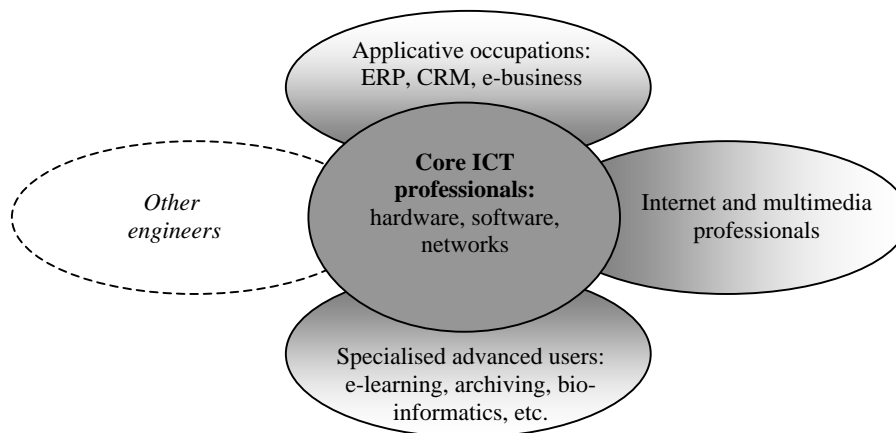 Applicative occupations:
ERP, CRM, e-business
Core ICT
professionals:
hardware, software,
networks
Other
engineers
Internet and multimedia
professionals
Specialised advanced users:
e-learning, archiving, bio-
informatics, etc.